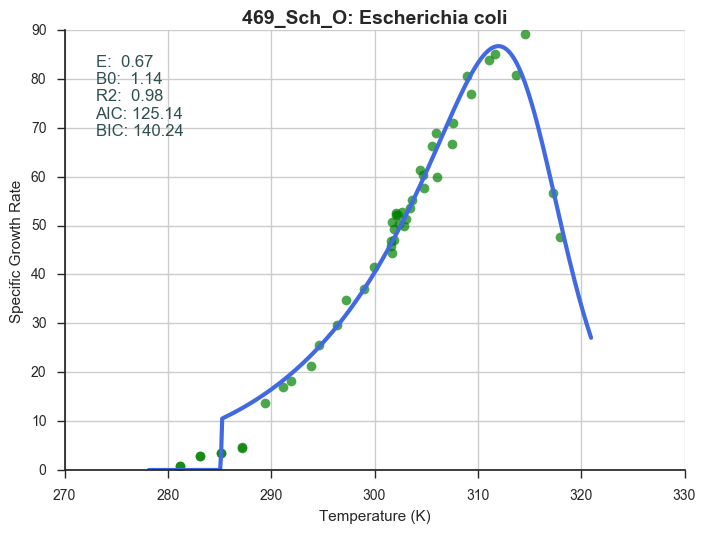 469_Sch_O: Escherichia coli
90
80
70
60
50
40
30
20
10
0
E:  0.67
B0:  1.14
R2:  0.98
AIC: 125.14
BIC: 140.24
Specific Growth Rate
270 280 290 300 310 320 330
Temperature (K)